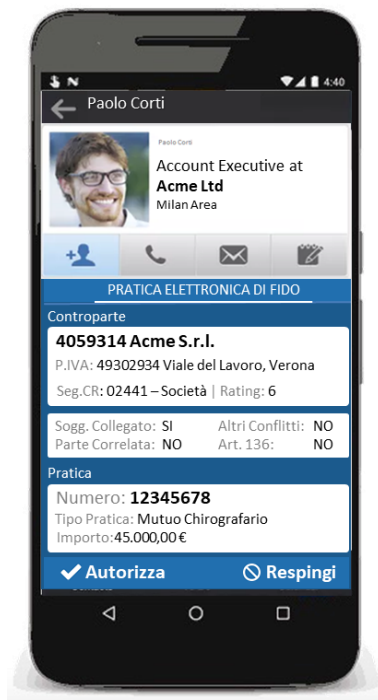 4:40
Paolo Corti
Paolo Corti
Account Executive at
Acme Ltd
Milan Area
PRATICA ELETTRONICA DI FIDO
Controparte
4059314 Acme S.r.l.
P.IVA: 49302934 Viale del Lavoro, Verona
Seg.CR: 02441 – Società | Rating: 6
Sogg. Collegato: SI Altri Conflitti: NO
Parte Correlata: NO Art. 136: NO
Pratica
Numero: 12345678
Tipo Pratica: Mutuo Chirografario
Importo:45.000,00 €
Autorizza Respingi